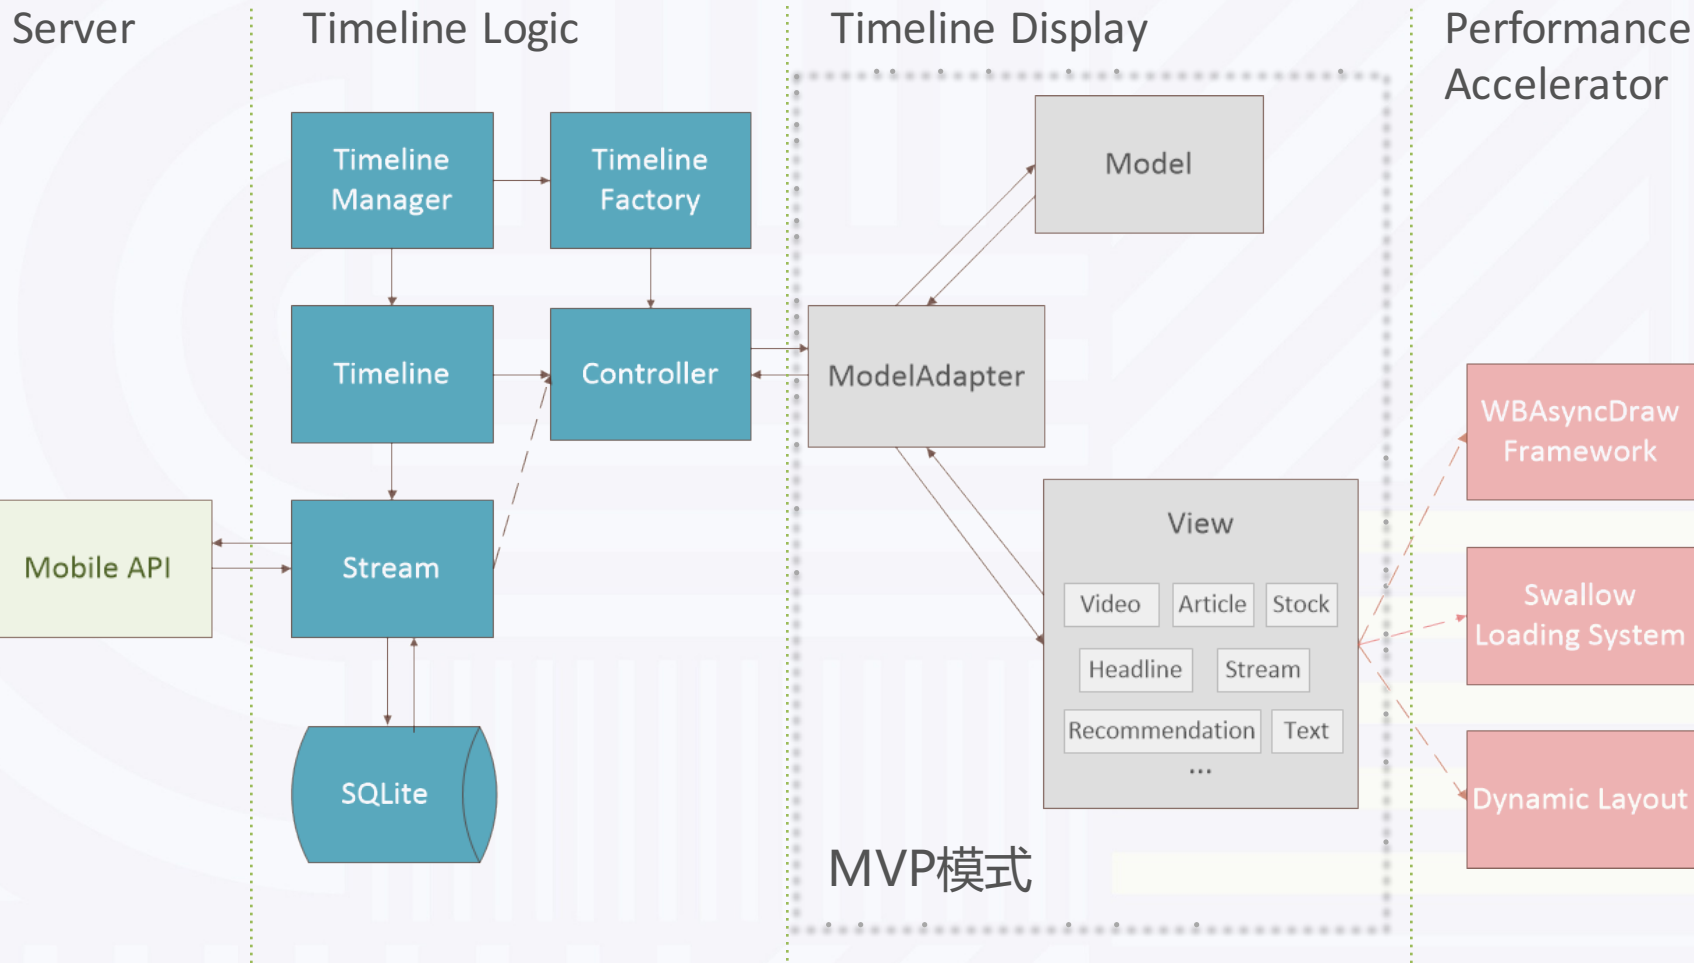 Server
Timeline Logic
Timeline Display
Performance
Accelerator
Timeline
Manager
Timeline
Factory
Model
Timeline
Controller
ModelAdapter
WBAsyncDraw
Framework
Mobile API
Stream
View
Video
Article
Stock
Headline
Stream
Recommendation
Text
...
Swallow
Loading System
SQLite
Dynamic Layout
MVP模式